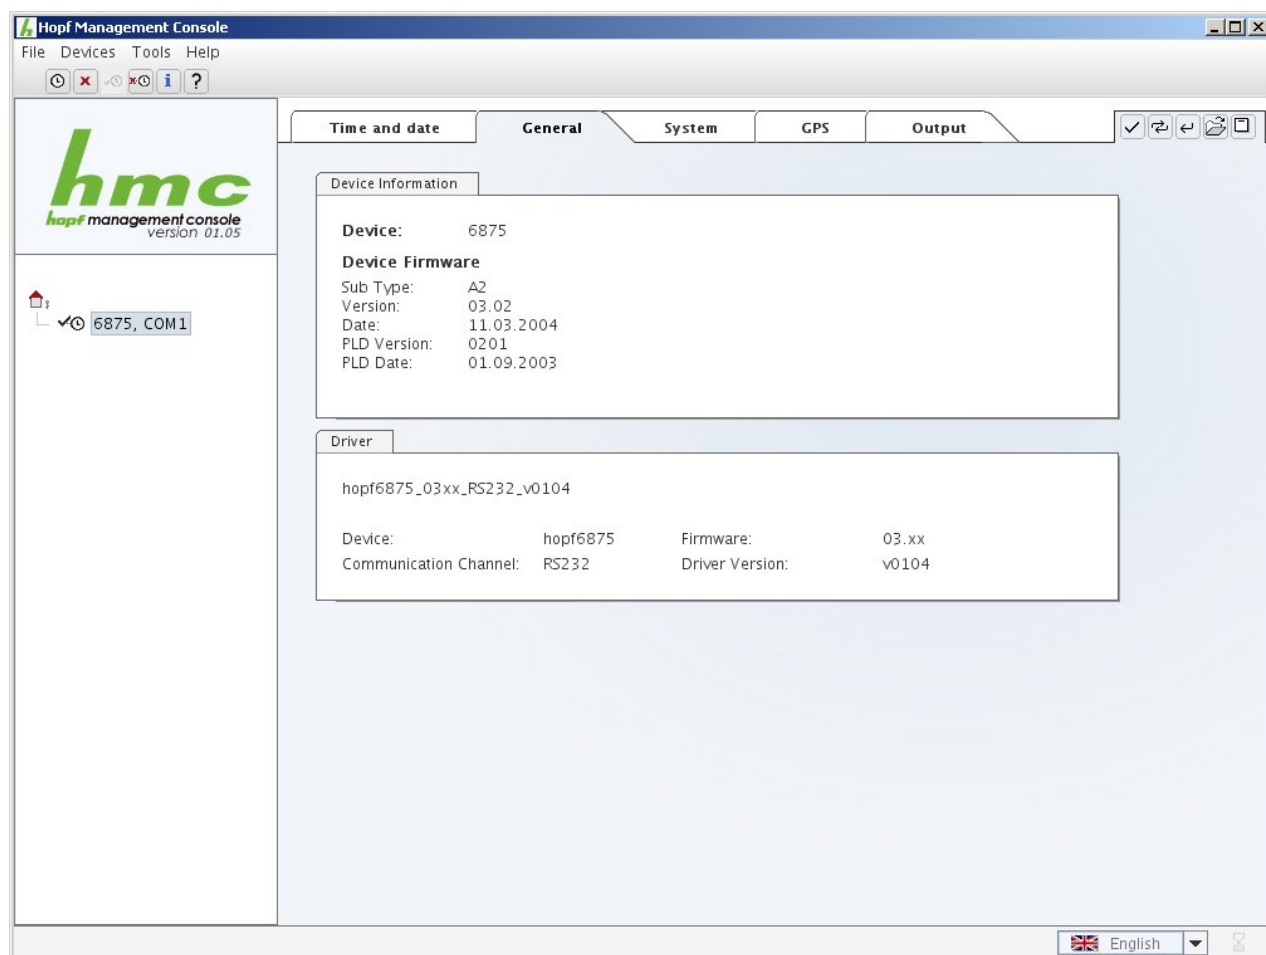 Hopf Management Console
File Devices Tools Help
hmc
hopf management console
version 01.05
6875, COM1
Time and date General System GPS Output
Device Information
Device: 6875
Device Firmware
Sub Type: A2
Version: 03.02
Date: 11.03.2004
PLD Version: 0201
PLD Date: 01.09.2003
Driver
hopf6875_03xx_RS232_v0104
Device: hopf6875 Firmware: 03.xx
Communication Channel: RS232 Driver Version: v0104
English